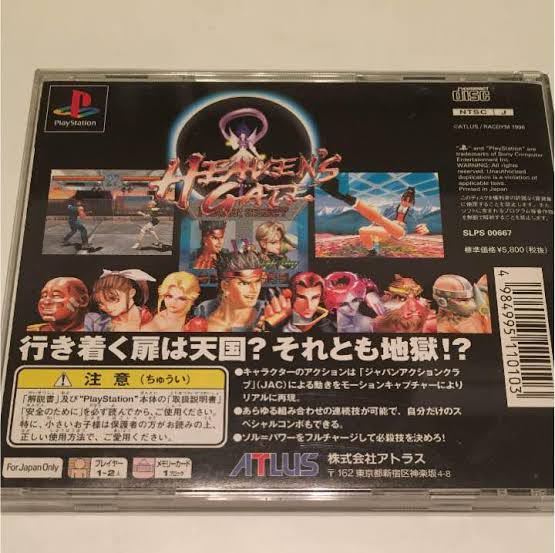 PlayStation
COMPACT
disc
NTSC J
©ATLUS / RACDYM 1996
HEAVEN'S
GATE
" " and "PlayStation" are
trademarks of Sony Computer
Entertainment Inc.
WARNING: All rights
reserved. Unauthorised
duplication is a violation of
applicable laws.
Printed in Japan
SLPS 00667
標準価格¥5,800(税抜)
4 984995 110103
行き着く扉は天国?それとも地獄!?
注意(ちゅうい)
「解説書」及び"PlayStation"本体の「取扱説明書」
「安全のために」を必ず読んでから、ご使用ください。
特に、小さいお子様は保護者の方がお読みの上、
正しい使用法で、ご愛用ください。
●キャラクターのアクションは「ジャパンアクションクラ
ブ」(JAC)による動きをモーションキャプチャーにより
リアルに再現。
●あらゆる組み合わせの連続技が可能で、自分だけのス
ペシャルコンボもできる。
●ソル=パワーをフルチャージして必殺技を決めろ!
For Japan Only
プレイヤー
1~2人
メモリーカード
1ブロック
ATLUS 株式会社アトラス
〒162 東京都新宿区神楽坂4-8